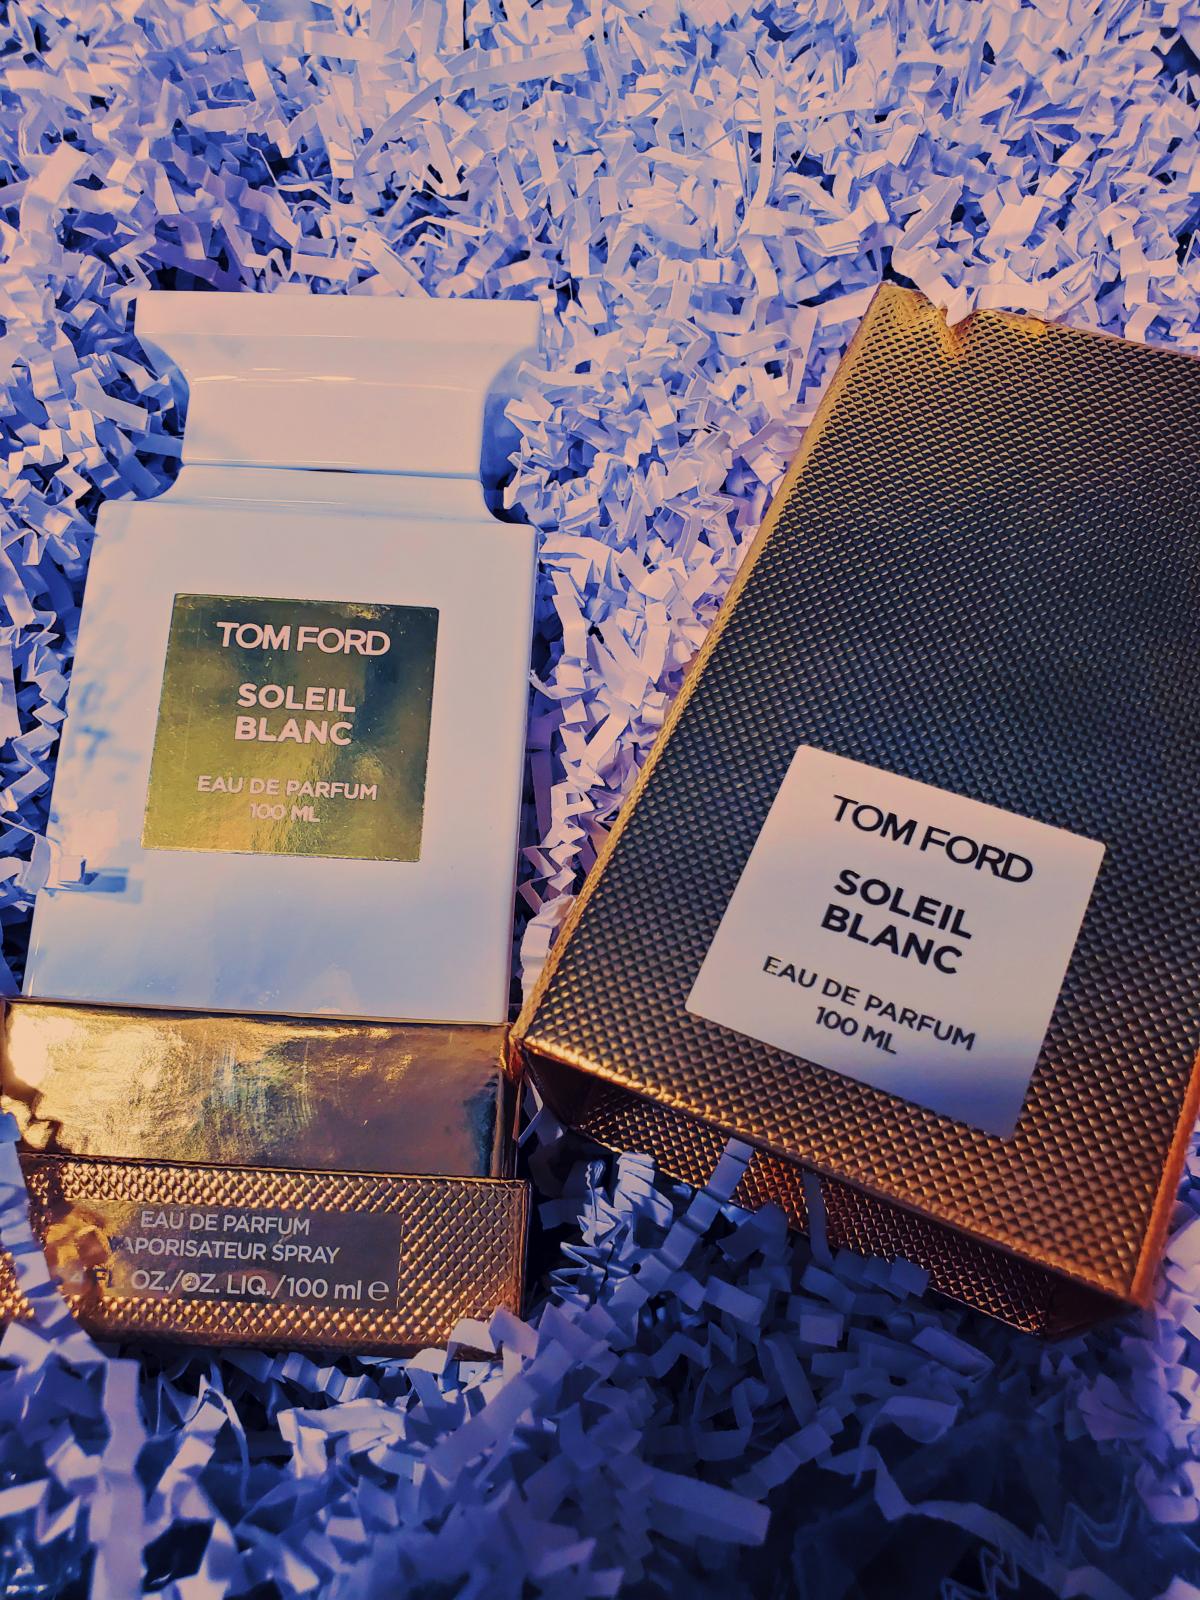 TOM FORD
SOLEIL
BLANC
EAU DE PARFUM
100 ML
EAU DE PARFUM
APORISATEUR SPRAY
OZ./OZ. LIQ./100 ml ℮
TOM FORD
SOLEIL
BLANC
EAU DE PARFUM
100 ML